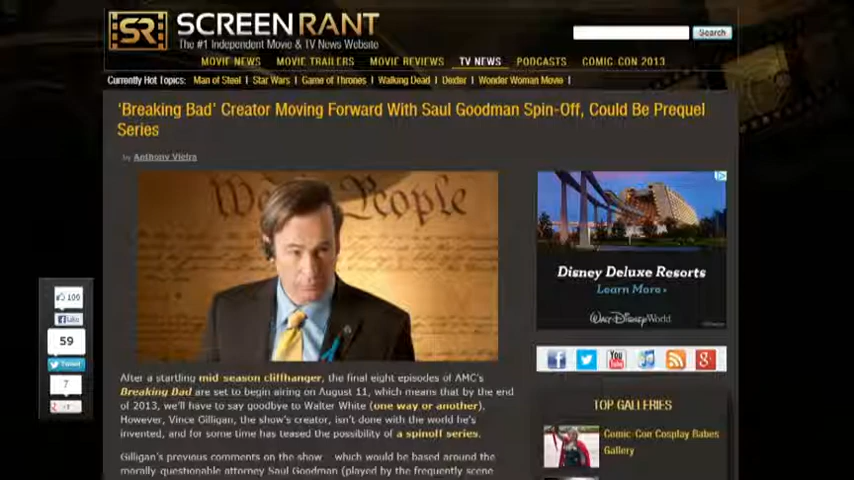 SR SCREENRANT
The #1 Independent Movie & TV News Website
Search
MOVIE NEWS MOVIE TRAILERS MOVIE REVIEWS TV NEWS PODCASTS COMIC-CON 2013
Currently Hot Topics: Man of Steel | Star Wars | Game of Thrones | Walking Dead | Dexter | Wonder Woman Movie |
'Breaking Bad' Creator Moving Forward With Saul Goodman Spin-Off, Could Be Prequel
Series
by Anthony Vieira
We People
Disney Deluxe Resorts
Learn More
Walt Disney World
109
Like
59
Tweet
7
+1
You Tube
After a startling mid season cliffhanger, the final eight episodes of AMC's
Breaking Bad are set to begin airing on August 11, which means that by the end
of 2013, we'll have to say goodbye to Walter White (one way or another).
However, Vince Gilligan, the show's creator, isn't done with the world he's
invented, and for some time has teased the possibility of a spinoff series.
Gilligan's previous comments on the show – which would be based around the
morally questionable attorney Saul Goodman (played by the frequently scene
TOP GALLERIES
Comic-Con Cosplay Babes
Gallery